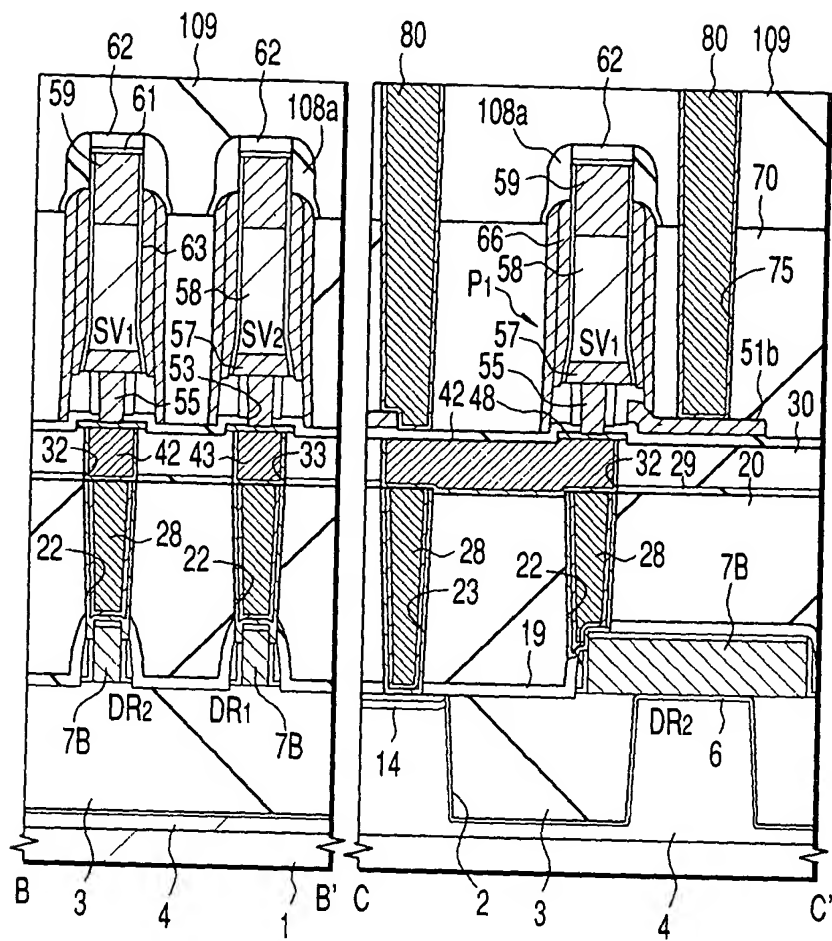 62 109 62 80 62 80 109
59 61 108a 108a
59 70
63 66
58 58
P1 75
SV1 SV2 SV1
57 57 51b
53 55
55 48 42 30
32 42 43 33 32 29 20
28 28 28
22 22 23 22 7B
19
DR2 DR1 DR2
7B 7B 14 6
B 3 4 1 B' C 2 3 4 C'